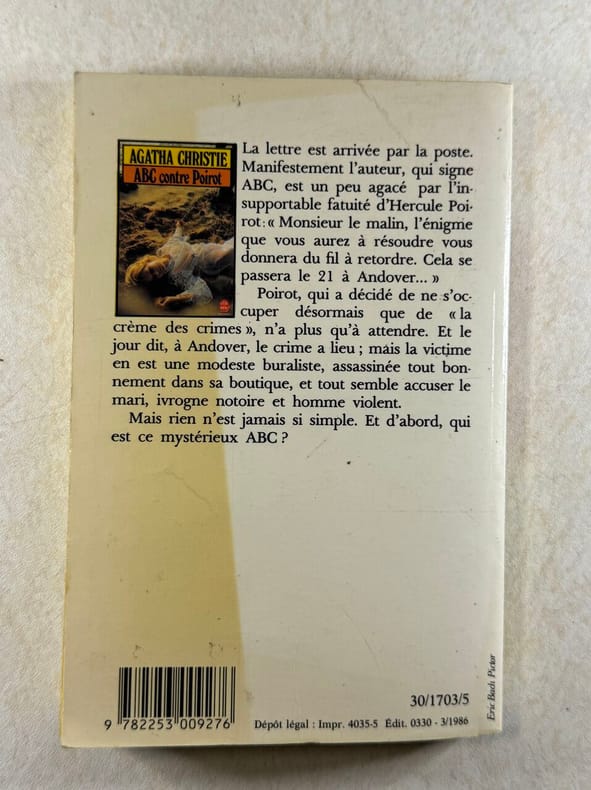 AGATHA CHRISTIE
ABC contre Poirot
La lettre est arrivée par la poste.
Manifestement l'auteur, qui signe
ABC, est un peu agacé par l'in-
supportable fatuité d'Hercule Poi-
rot : « Monsieur le malin, l'énigme
que vous aurez à résoudre vous
donnera du fil à retordre. Cela se
passera le 21 à Andover... »
Poirot, qui a décidé de ne s'oc-
cuper désormais que de « la
crème des crimes », n'a plus qu'à attendre. Et le
jour dit, à Andover, le crime a lieu ; mais la victime
en est une modeste buraliste, assassinée tout bon-
nement dans sa boutique, et tout semble accuser le
mari, ivrogne notoire et homme violent.
Mais rien n'est jamais si simple. Et d'abord, qui
est ce mystérieux ABC ?
9 782253 009276
30/1703/5
Dépôt légal : Impr. 4035-5 Édit. 0330 - 3/1986